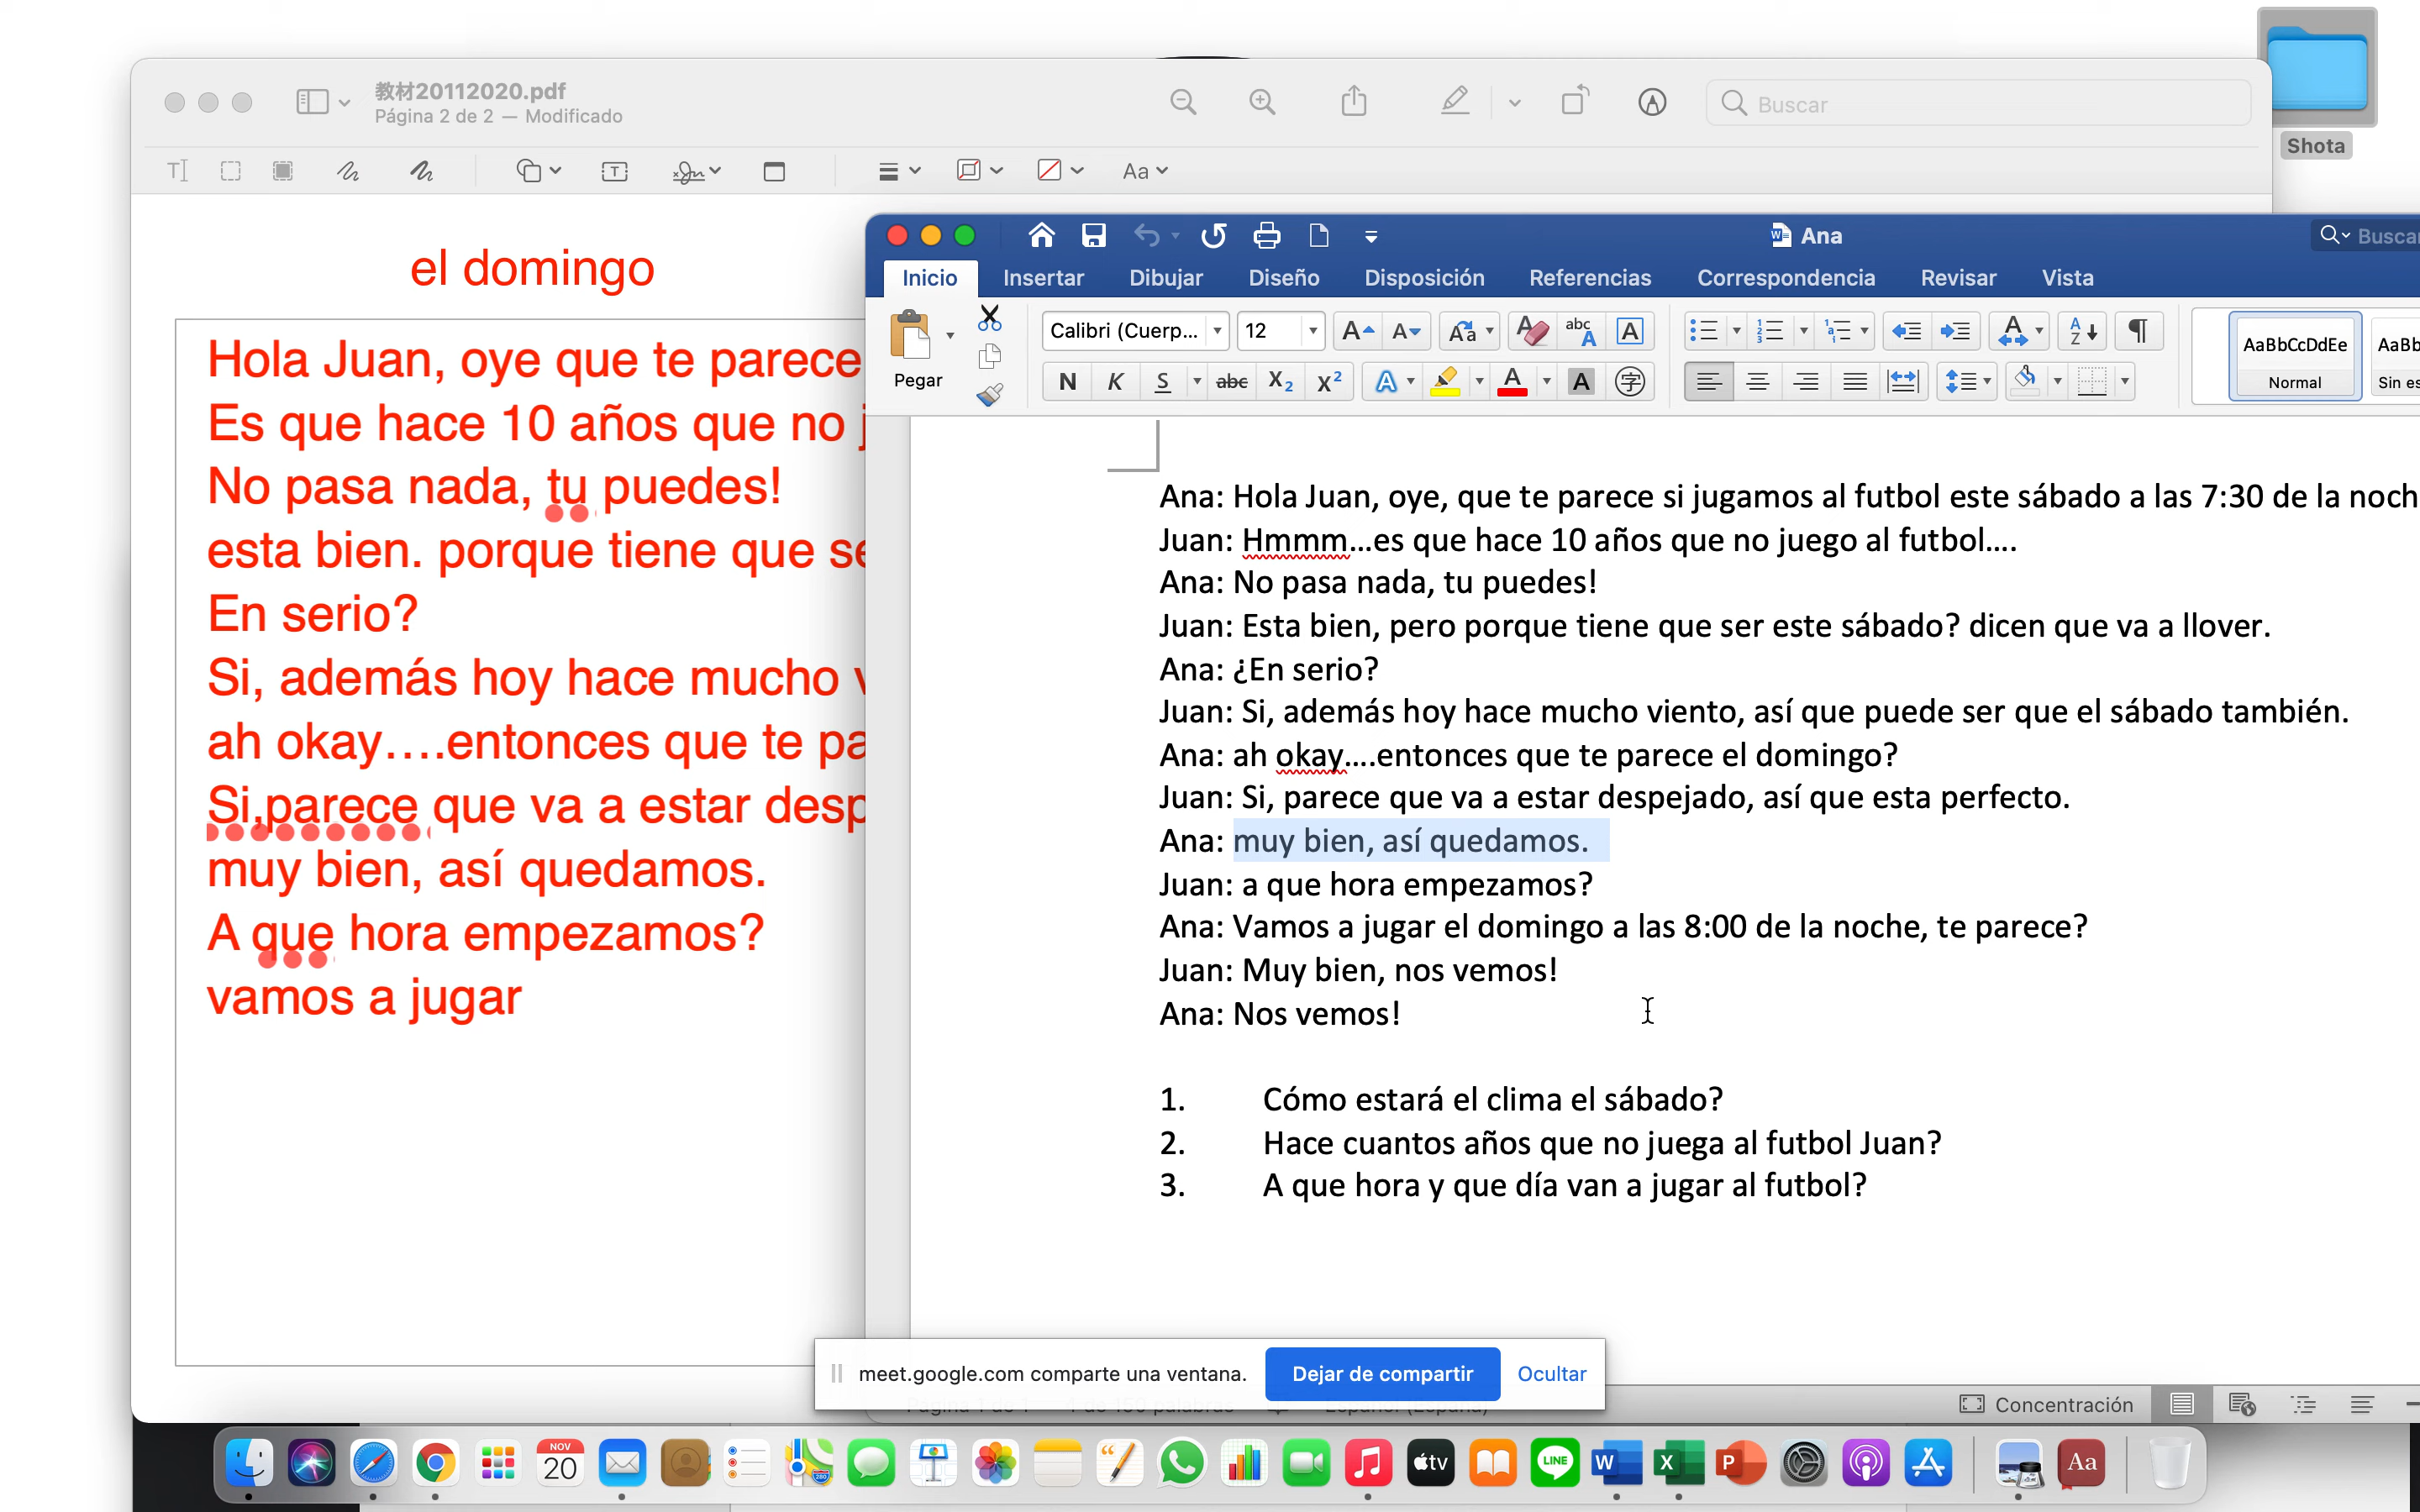 Shota
教材20112020.pdf
Página 2 de 2 — Modificado
Buscar
Aa
el domingo
Hola Juan, oye que te parece
Es que hace 10 años que no j
No pasa nada, tu puedes!
esta bien. porque tiene que se
En serio?
Si, además hoy hace mucho v
ah okay….entonces que te pa
Si,parece que va a estar desp
muy bien, así quedamos.
A que hora empezamos?
vamos a jugar
Ana
Buscar
Inicio Insertar Dibujar Diseño Disposición Referencias Correspondencia Revisar Vista
Pegar
Calibri (Cuerp... 12
N K S abc X2 X2
AaBbCcDdEe AaBb
Normal Sin es
Ana: Hola Juan, oye, que te parece si jugamos al futbol este sábado a las 7:30 de la noch
Juan: Hmmm…es que hace 10 años que no juego al futbol….
Ana: No pasa nada, tu puedes!
Juan: Esta bien, pero porque tiene que ser este sábado? dicen que va a llover.
Ana: ¿En serio?
Juan: Si, además hoy hace mucho viento, así que puede ser que el sábado también.
Ana: ah okay….entonces que te parece el domingo?
Juan: Si, parece que va a estar despejado, así que esta perfecto.
Ana: muy bien, así quedamos.
Juan: a que hora empezamos?
Ana: Vamos a jugar el domingo a las 8:00 de la noche, te parece?
Juan: Muy bien, nos vemos!
Ana: Nos vemos!
1. Cómo estará el clima el sábado?
2. Hace cuantos años que no juega al futbol Juan?
3. A que hora y que día van a jugar al futbol?
meet.google.com comparte una ventana. Dejar de compartir Ocultar
Concentración
NOV
20
280
tv
LINE
W
X
P
Aa